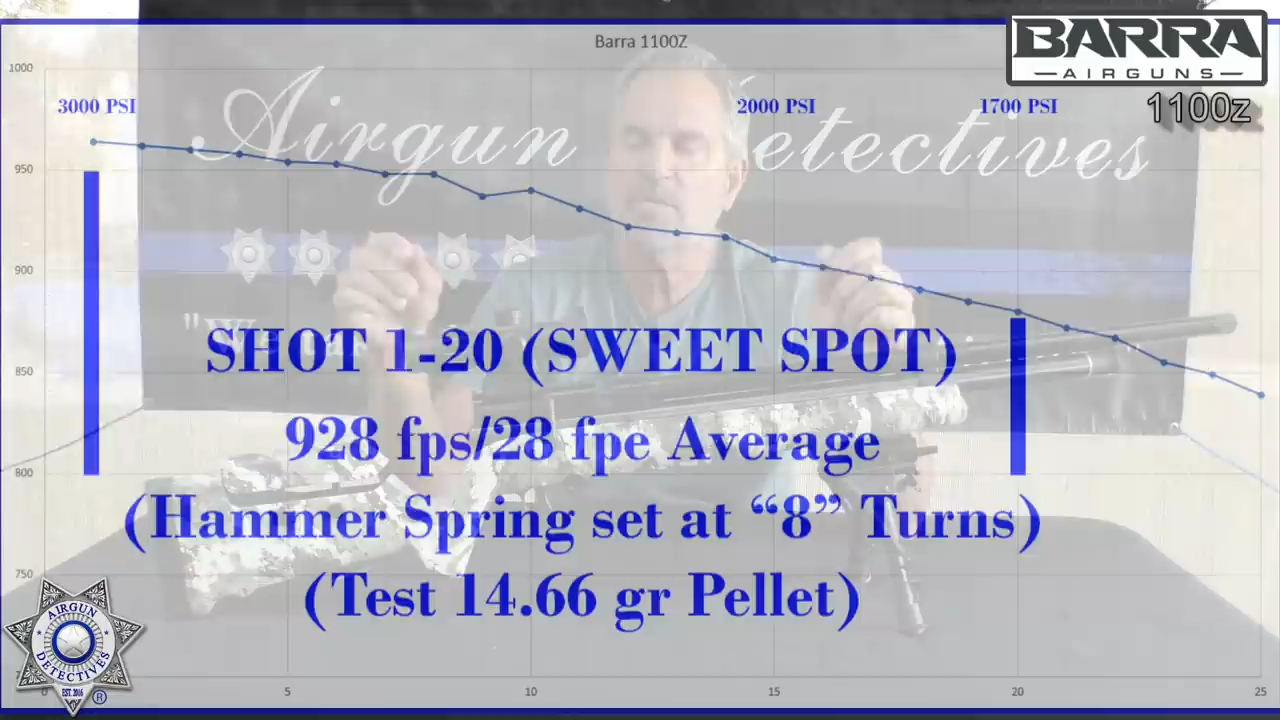 Barra 1100Z
BARRA
AIRGUNS
1100z
1000
3000 PSI
2000 PSI
1700 PSI
Airgun Detectives
950
900
850
800
750
"W
SHOT 1-20 (SWEET SPOT)
928 fps/28 fpe Average
(Hammer Spring set at “8” Turns)
(Test 14.66 gr Pellet)
AIRGUN
DETECTIVES
EST. 2016
®
0
5
10
15
20
25